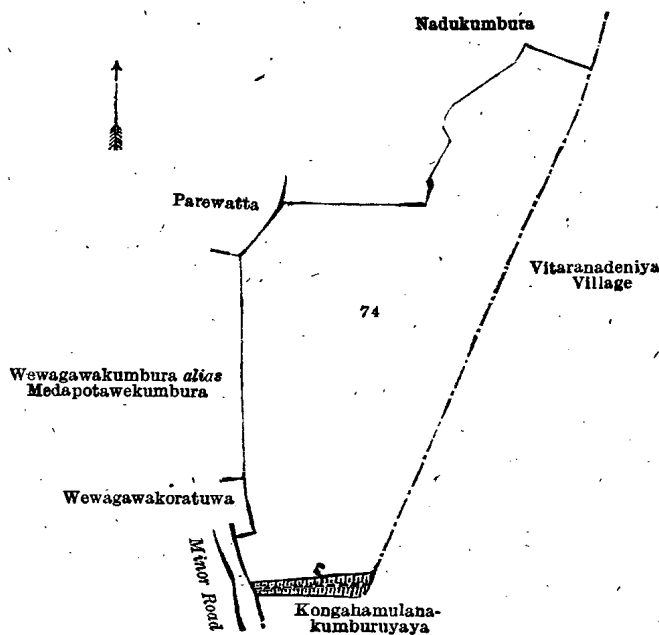 Nadukumbura
Parewatta
Vitaranadeniya
Village
74
Wewagawakumbura alias
Medapotawekumbura
Wewagawakoratuwa
Minor Road
Kongahamulana-
kumburuyaya